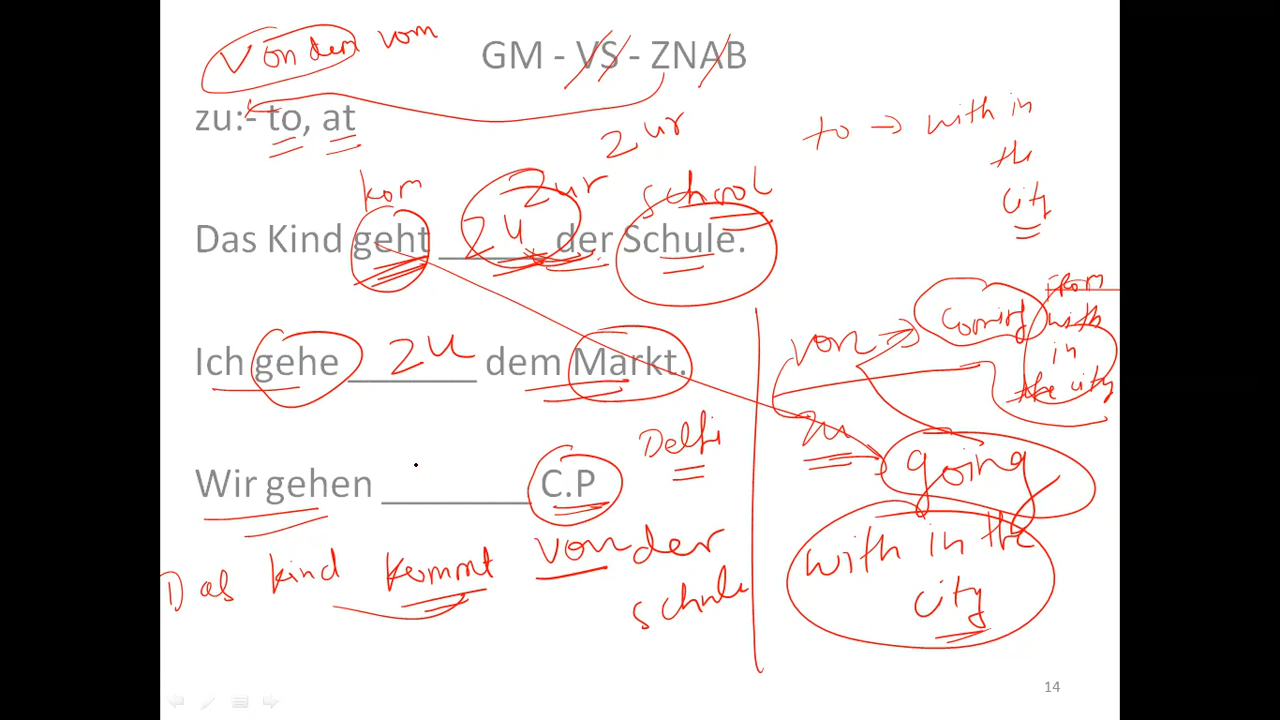 Von dem vom
GM - VS - ZNAB
zu:- to, at
zur
to → with in
the
city
kom
zur
school
Das Kind geht zu der Schule.
Ich gehe zu dem Markt.
Delhi
Wir gehen ________ C.P
Das kind kommt von der
schule
von → coming from
with
in
the city
zu
going
with in the
city
14